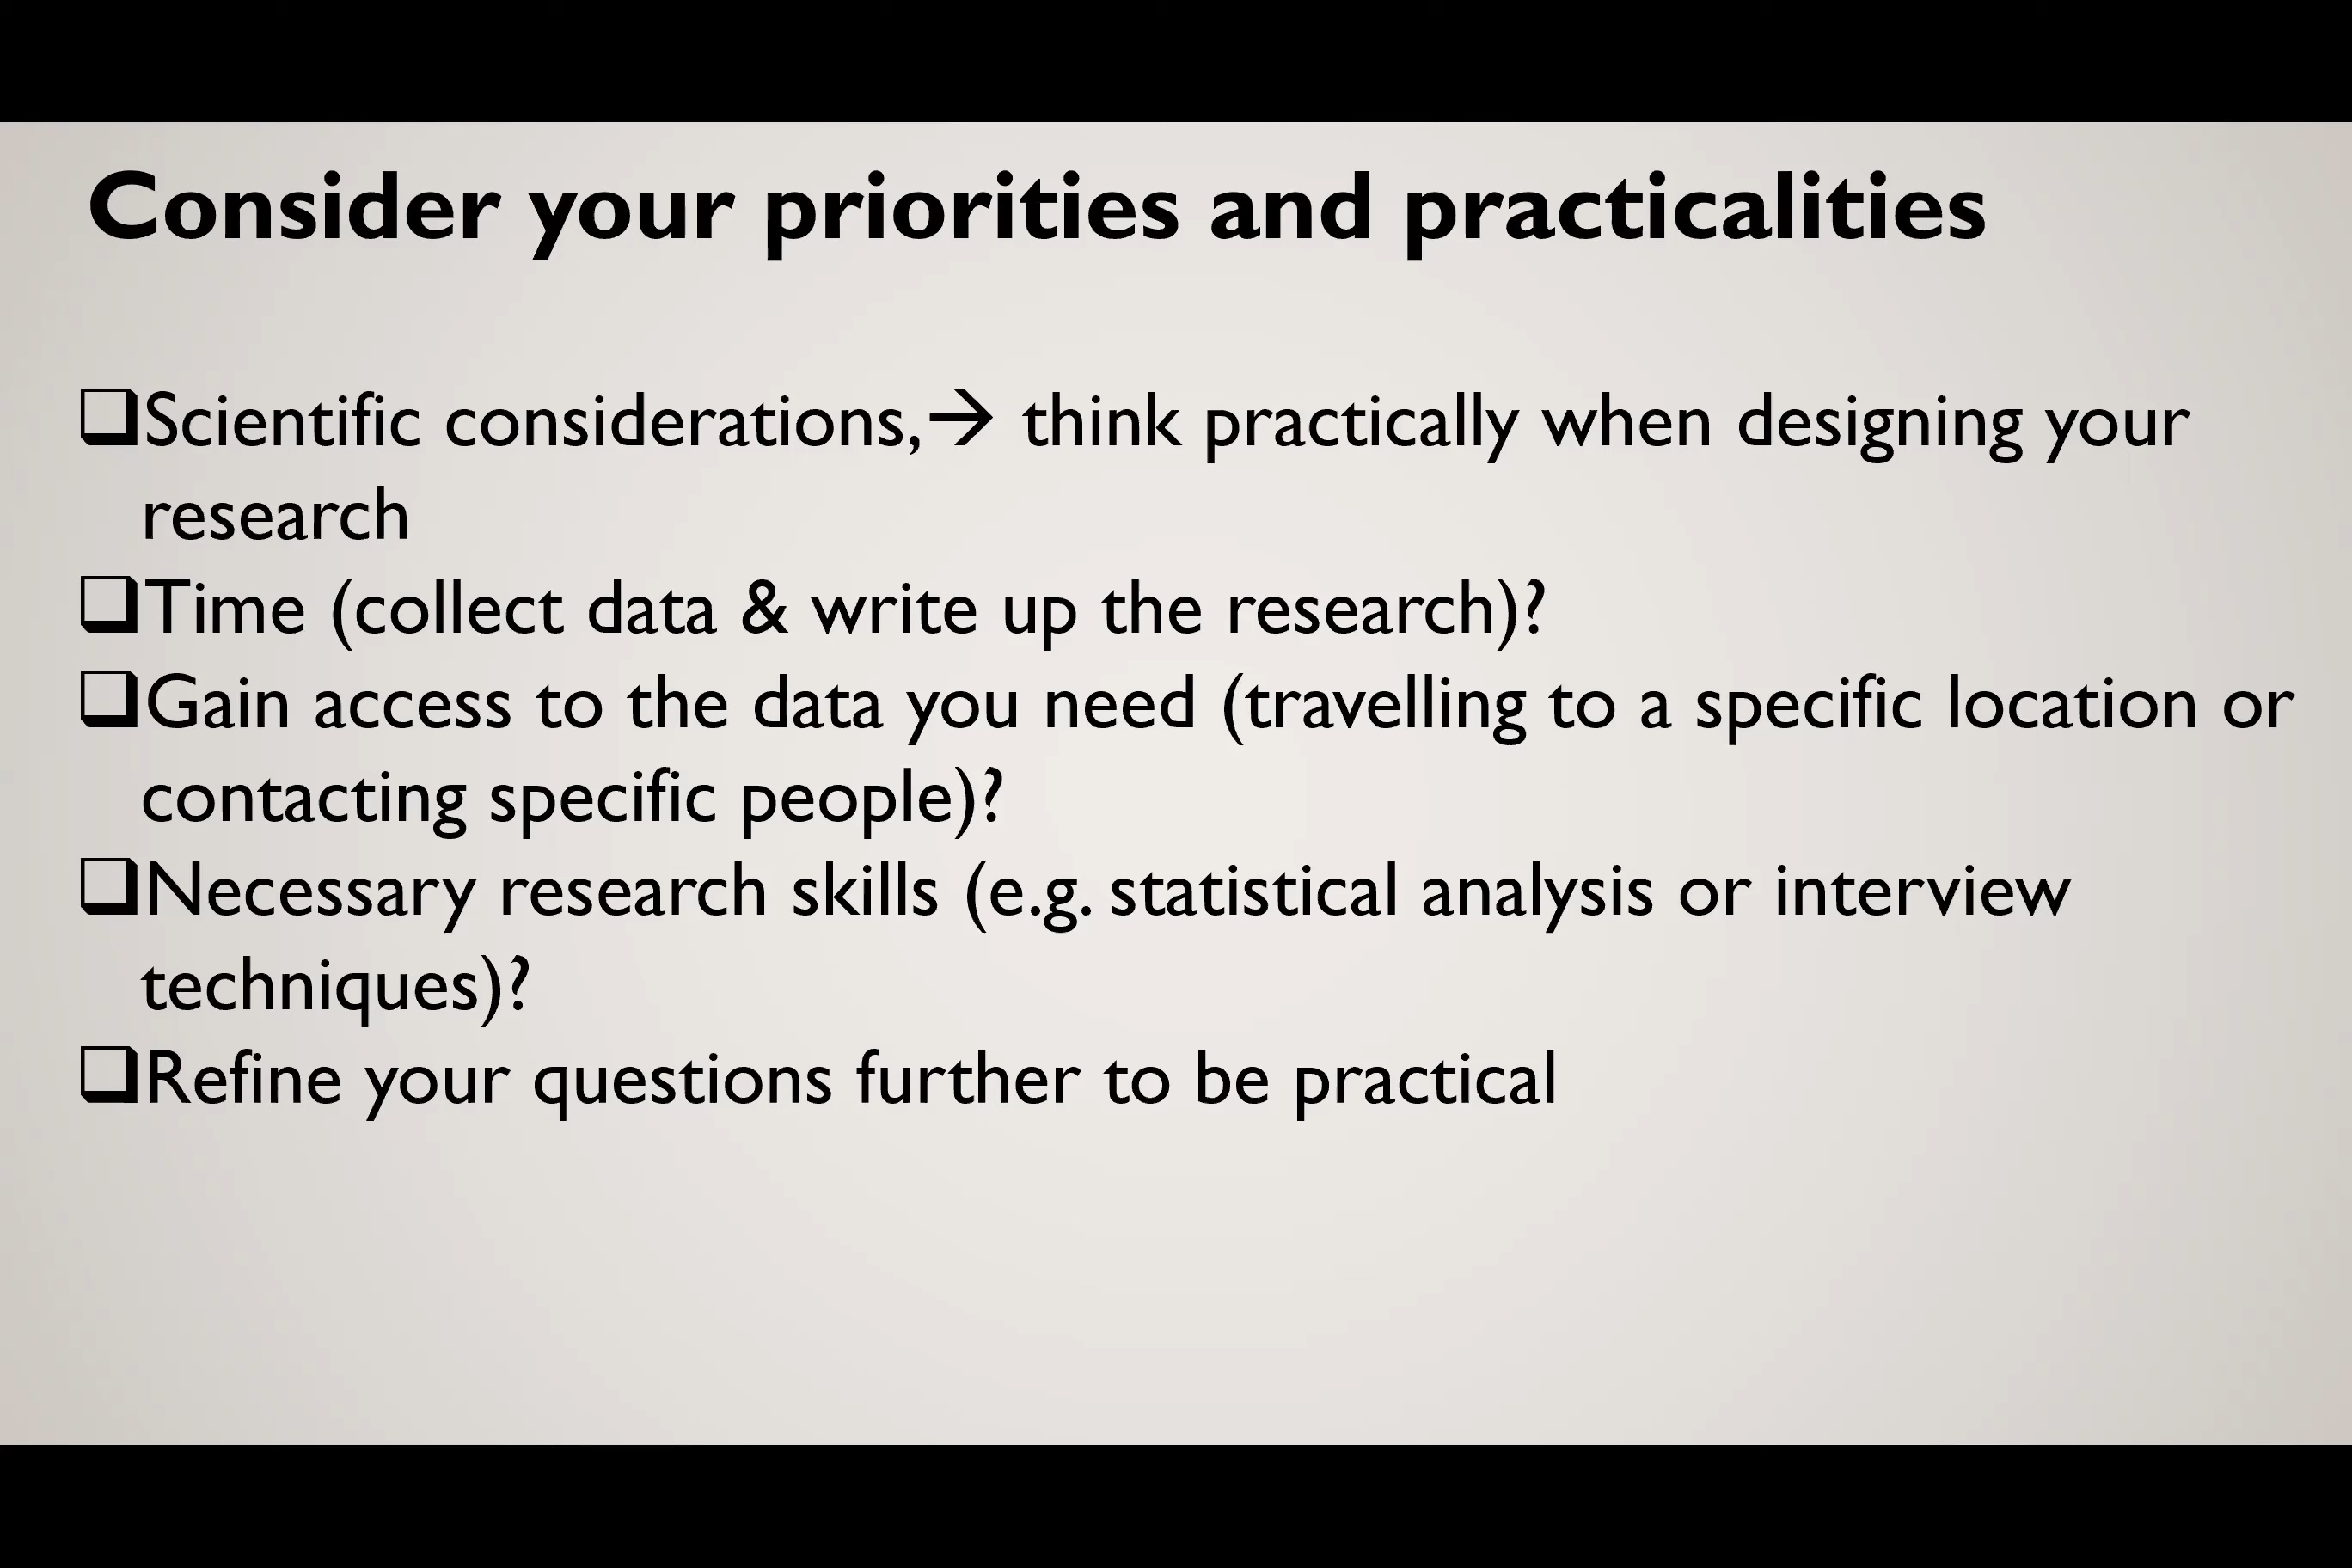 Consider your priorities and practicalities
❑Scientific considerations,→ think practically when designing your
research
❑Time (collect data & write up the research)?
❑Gain access to the data you need (travelling to a specific location or
contacting specific people)?
❑Necessary research skills (e.g. statistical analysis or interview
techniques)?
❑Refine your questions further to be practical